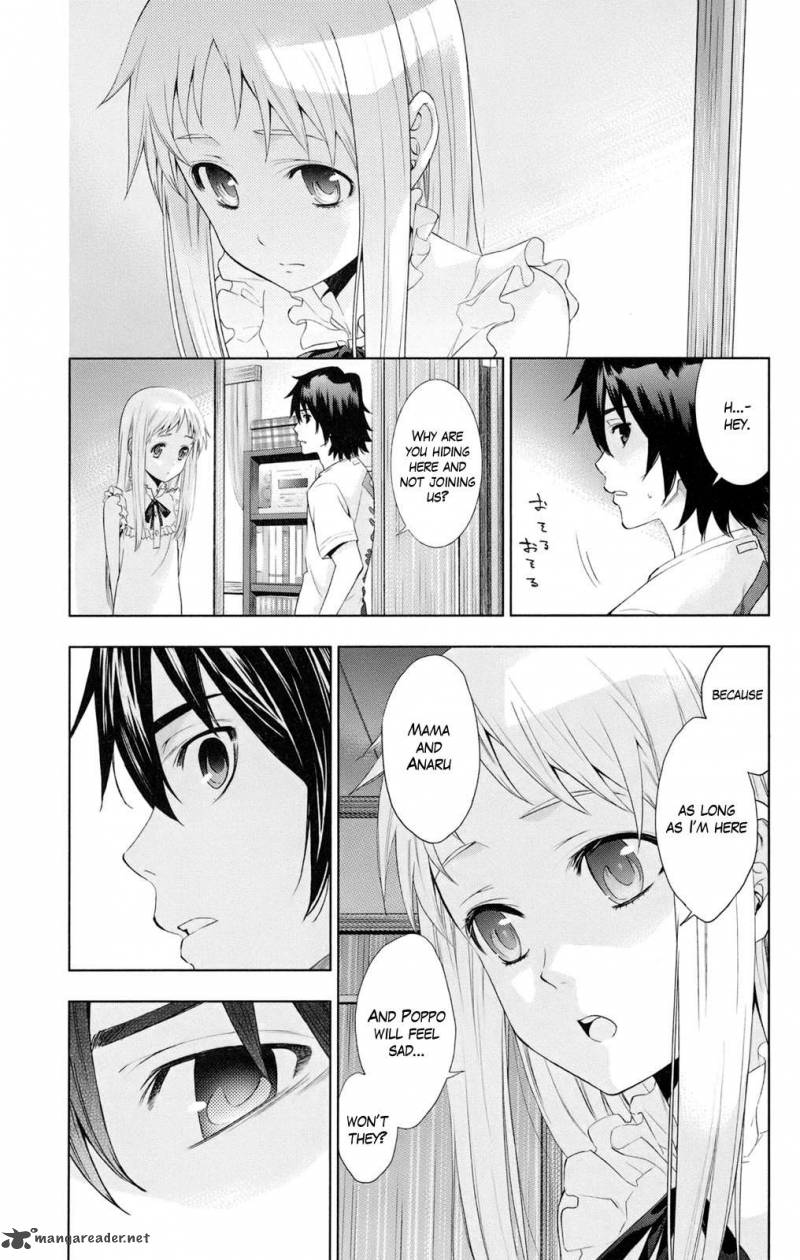 H...-
HEY.
おそる
おそる
WHY ARE
YOU HIDING
HERE AND
NOT JOINING
US?
BECAUSE
AS LONG
AS I'M HERE
MAMA
AND
ANARU
AND POPPO
WILL FEEL
SAD...
WON'T
THEY?
mangareader.net